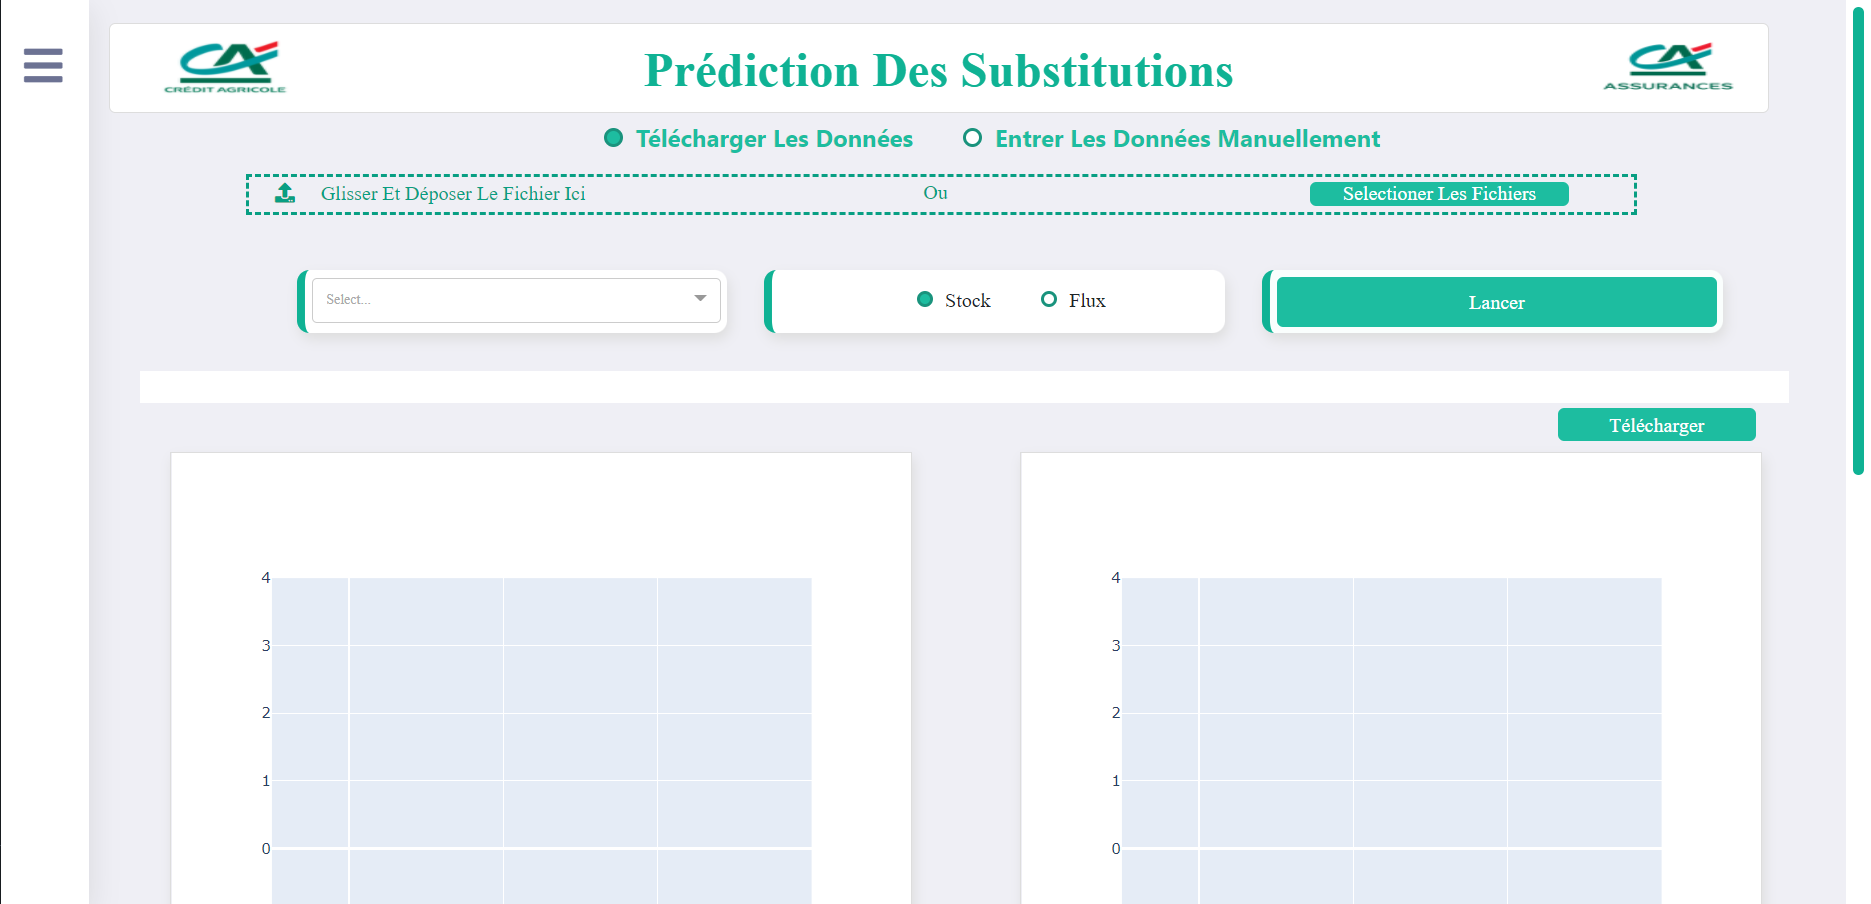 CRÉDIT AGRICOLE
Prédiction Des Substitutions
ASSURANCES
Télécharger Les Données
Entrer Les Données Manuellement
Glisser Et Déposer Le Fichier Ici
Ou
Selectioner Les Fichiers
Select...
Stock
Flux
Lancer
Télécharger
4
3
2
1
0
4
3
2
1
0